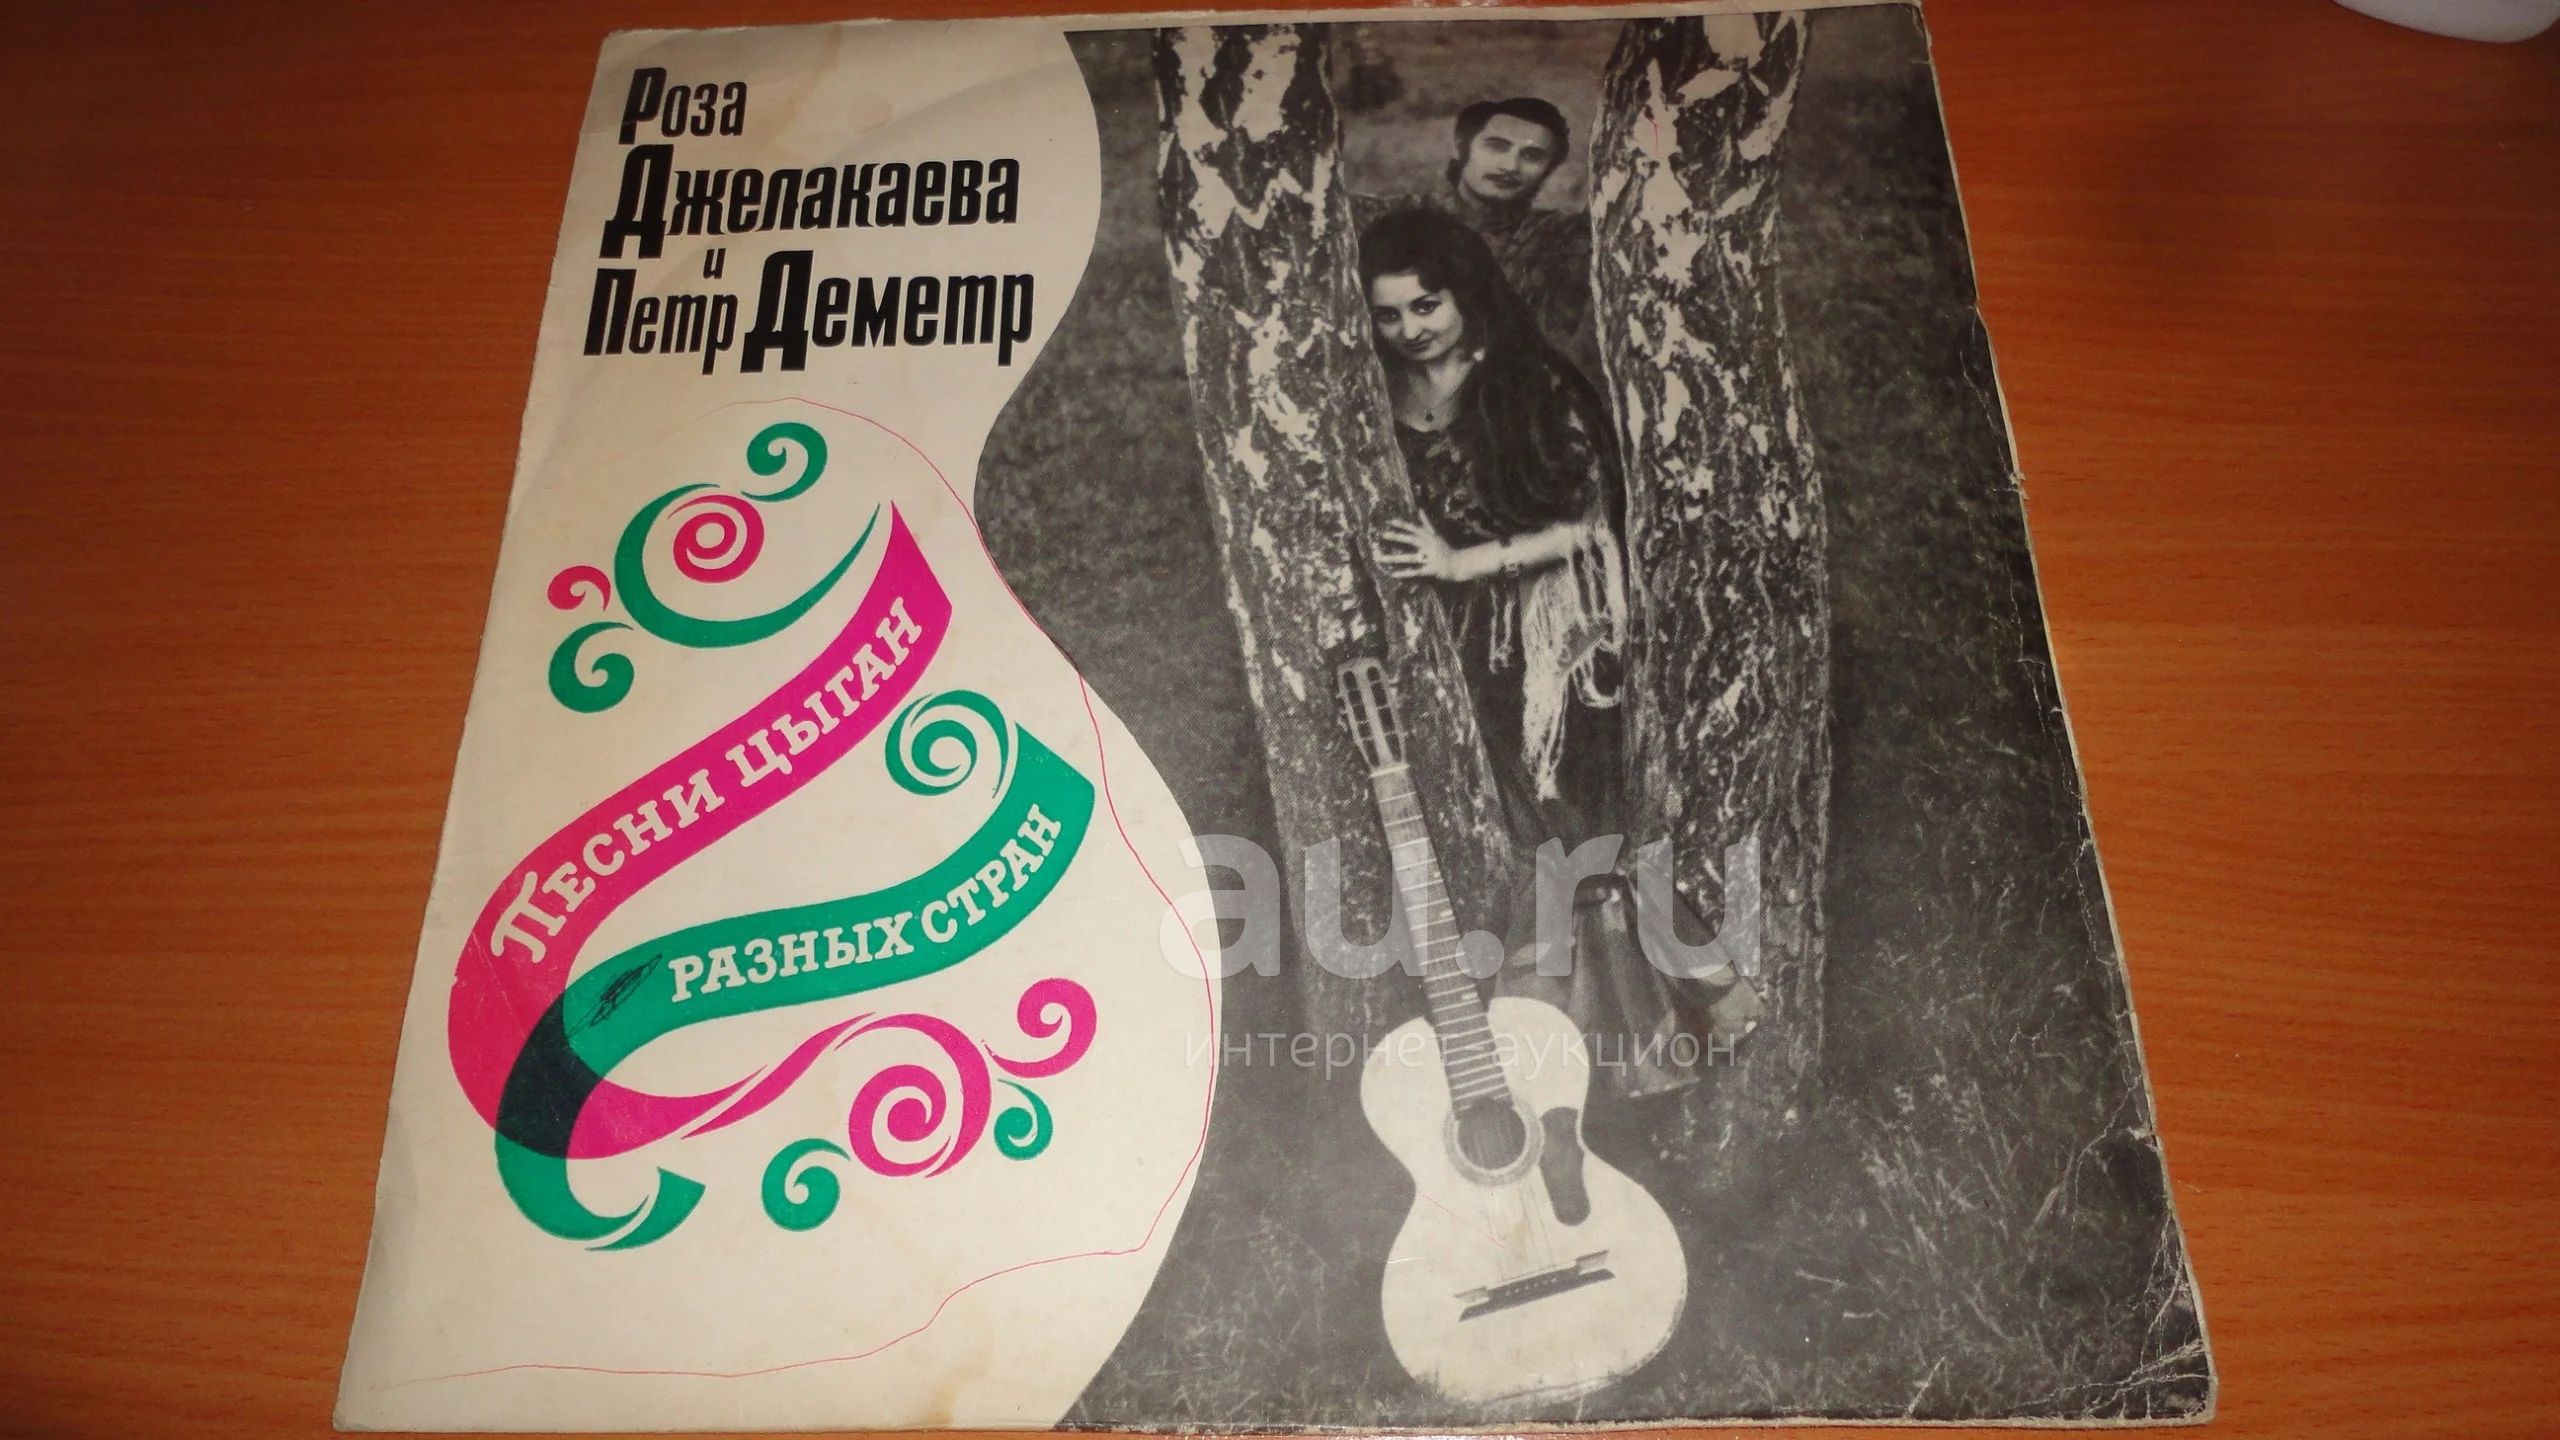 Роза
Джелакаева
и
Петр Деметр
Песни цыган
разных стран
au.ru
интернет-аукцион